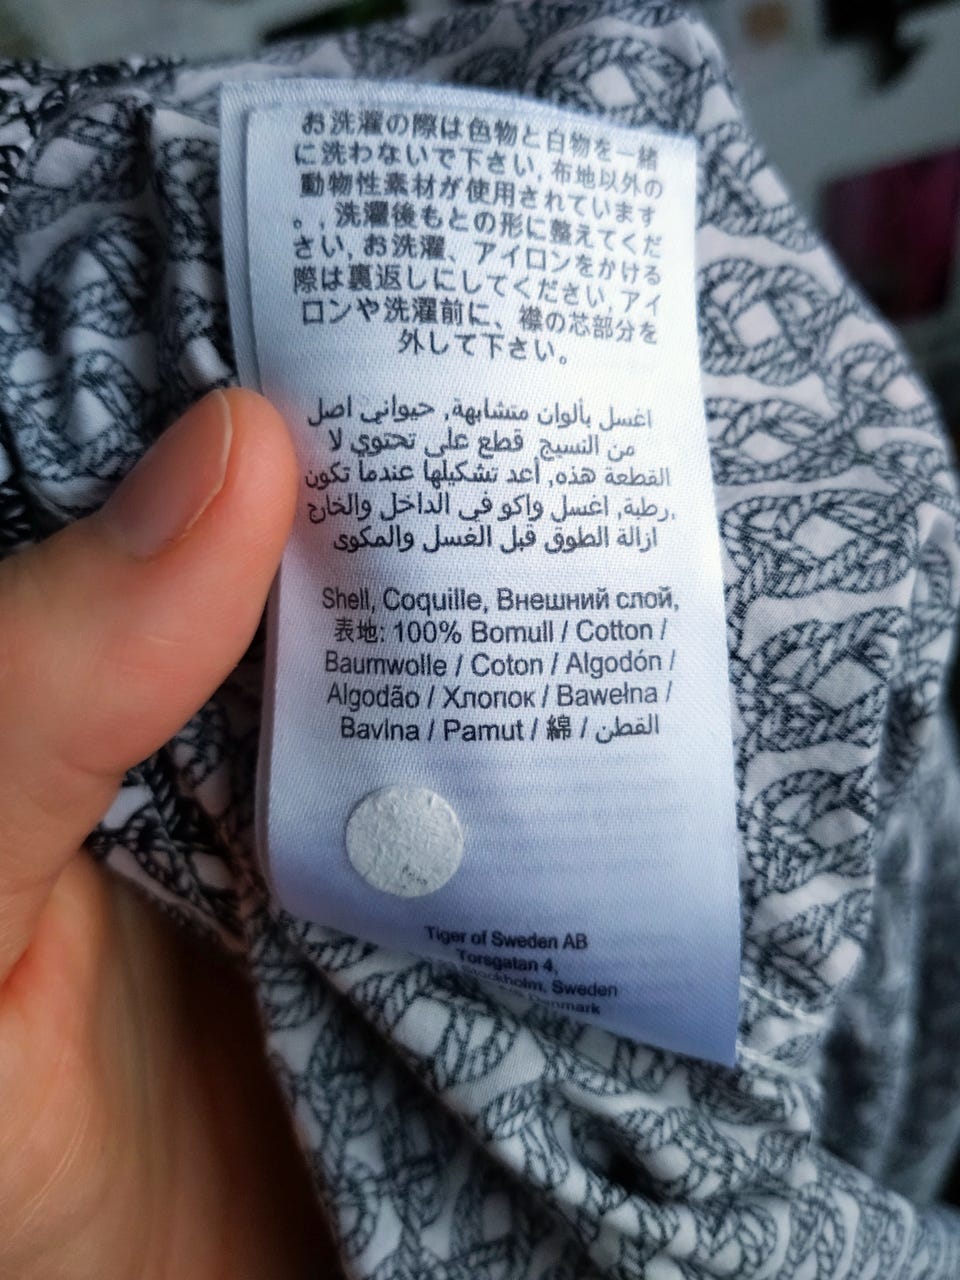 お洗濯の際は色物と白物を一緒
に洗わないで下さい, 布地以外の
動物性素材が使用されています
。, 洗濯後もとの形に整えてくだ
さい, お洗濯、アイロンをかける
際は裏返しにしてください, アイ
ロンや洗濯前に、襟の芯部分を
外して下さい。
اغسل بألوان متشابهة, حيواني اصل
من النسيج, قطع على تحتوي لا
القطعة هذه, أعد تشكيلها عندما تكون
رطبة, اغسل واكو في الداخل والخارج,
ازالة الطوق قبل الغسل والمكوى
Shell, Coquille, Внешний слой,
表地: 100% Bomull / Cotton /
Baumwolle / Coton / Algodón /
Algodão / Хлопок / Bawełna /
Bavlna / Pamut / 綿 / القطن
Tiger of Sweden AB
Torsgatan 4,
Stockholm, Sweden
Denmark